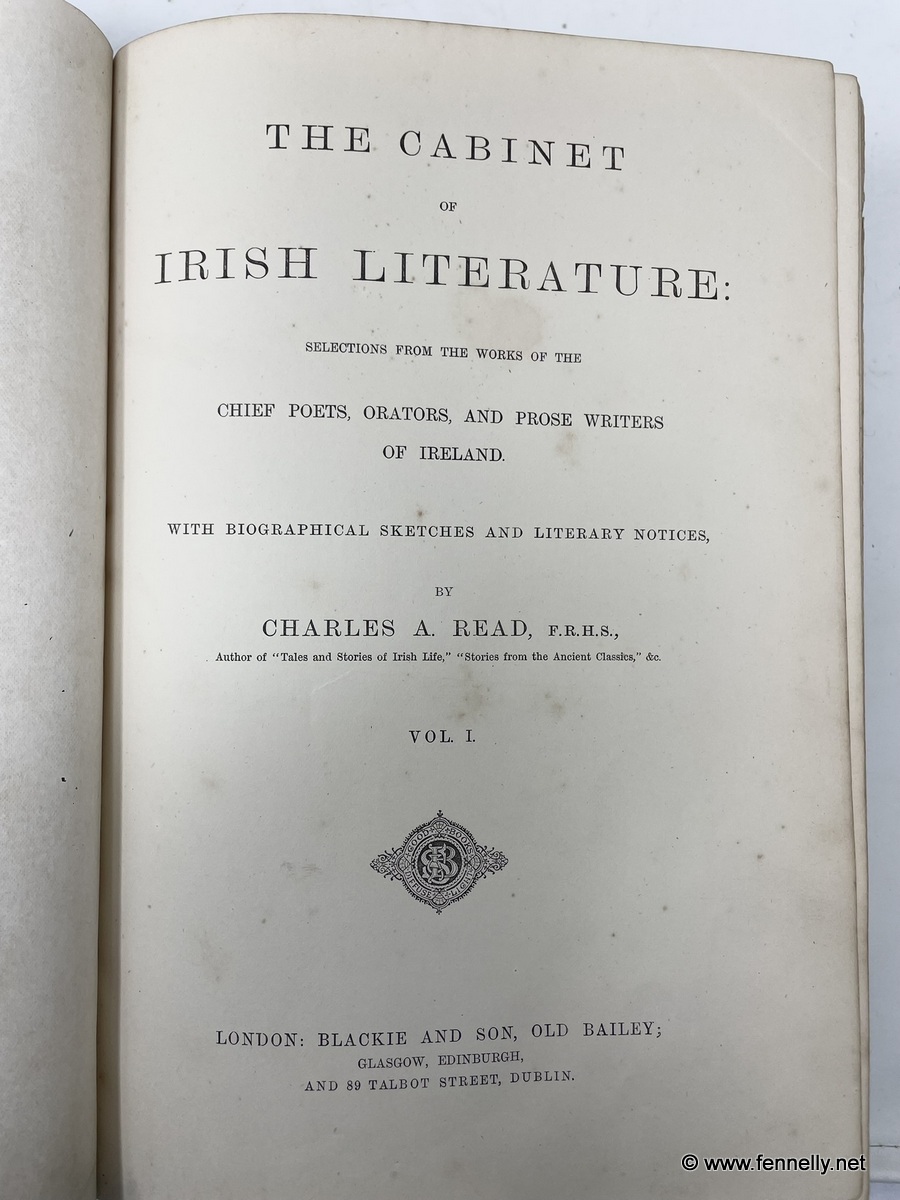 THE CABINET
OF
IRISH LITERATURE:
SELECTIONS FROM THE WORKS OF THE
CHIEF POETS, ORATORS, AND PROSE WRITERS
OF IRELAND.
WITH BIOGRAPHICAL SKETCHES AND LITERARY NOTICES,
BY
CHARLES A. READ, F.R.H.S.,
Author of "Tales and Stories of Irish Life," "Stories from the Ancient Classics," &c.
VOL. I.
GOOD BOOKS
DIFFUSE LIGHT
LONDON: BLACKIE AND SON, OLD BAILEY;
GLASGOW, EDINBURGH,
AND 89 TALBOT STREET, DUBLIN.
© www.fennelly.net